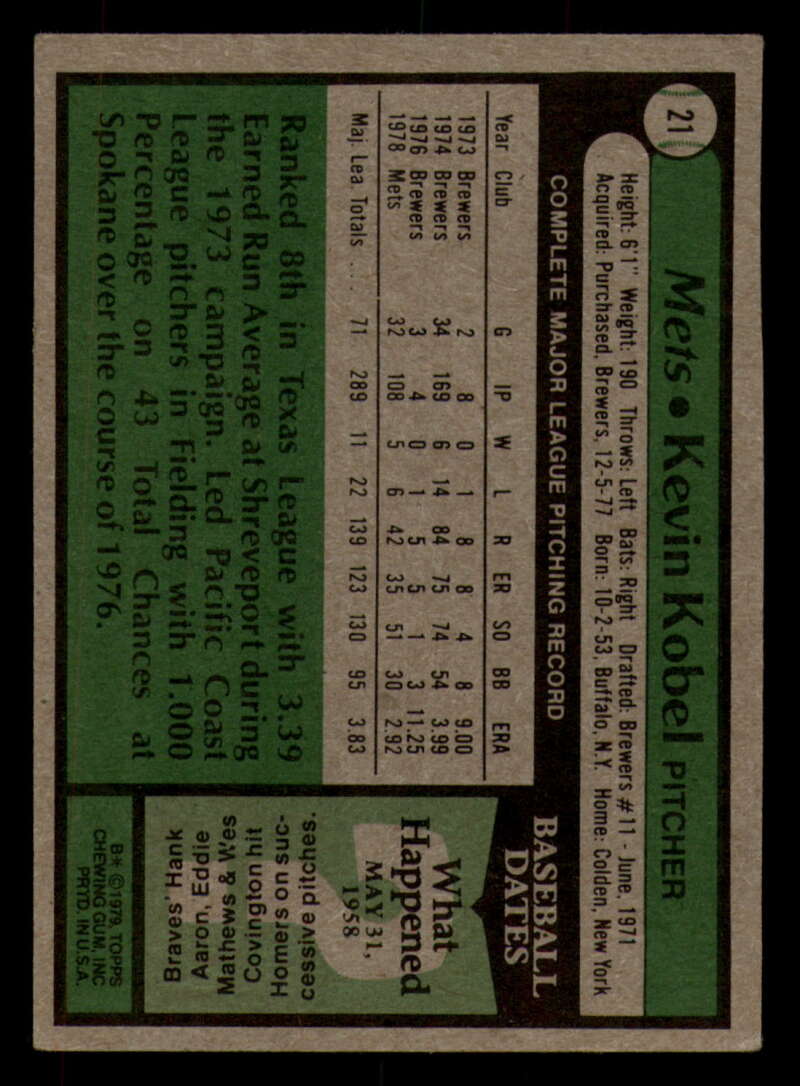 21
Mets • Kevin Kobel PITCHER
Height: 6'1" Weight: 190 Throws: Left Bats: Right Drafted: Brewers #11 - June, 1971
Acquired: Purchased, Brewers, 12-5-77 Born: 10-2-53, Buffalo, N.Y. Home: Colden, New York
COMPLETE MAJOR LEAGUE PITCHING RECORD
Year Club G IP W L R ER SO BB ERA
1973 Brewers 2 8 0 1 8 8 4 8 9.00
1974 Brewers 34 169 6 14 84 75 74 54 3.99
1976 Brewers 3 4 0 1 5 5 1 3 11.25
1978 Mets 32 108 5 6 42 35 51 30 2.92
Maj. Lea Totals . . . 71 289 11 22 139 123 130 95 3.83
Ranked 8th in Texas League with 3.39
Earned Run Average at Shreveport during
the 1973 campaign. Led Pacific Coast
League pitchers in Fielding with 1.000
Percentage on 43 Total Chances at
Spokane over the course of 1976.
BASEBALL
DATES
What
Happened
MAY 31,
1958
Braves' Hank
Aaron, Eddie
Mathews & Wes
Covington hit
Homers on suc-
cessive pitches.
B* ©1979, TOPPS
CHEWING GUM, INC
PRTD. IN U.S.A.